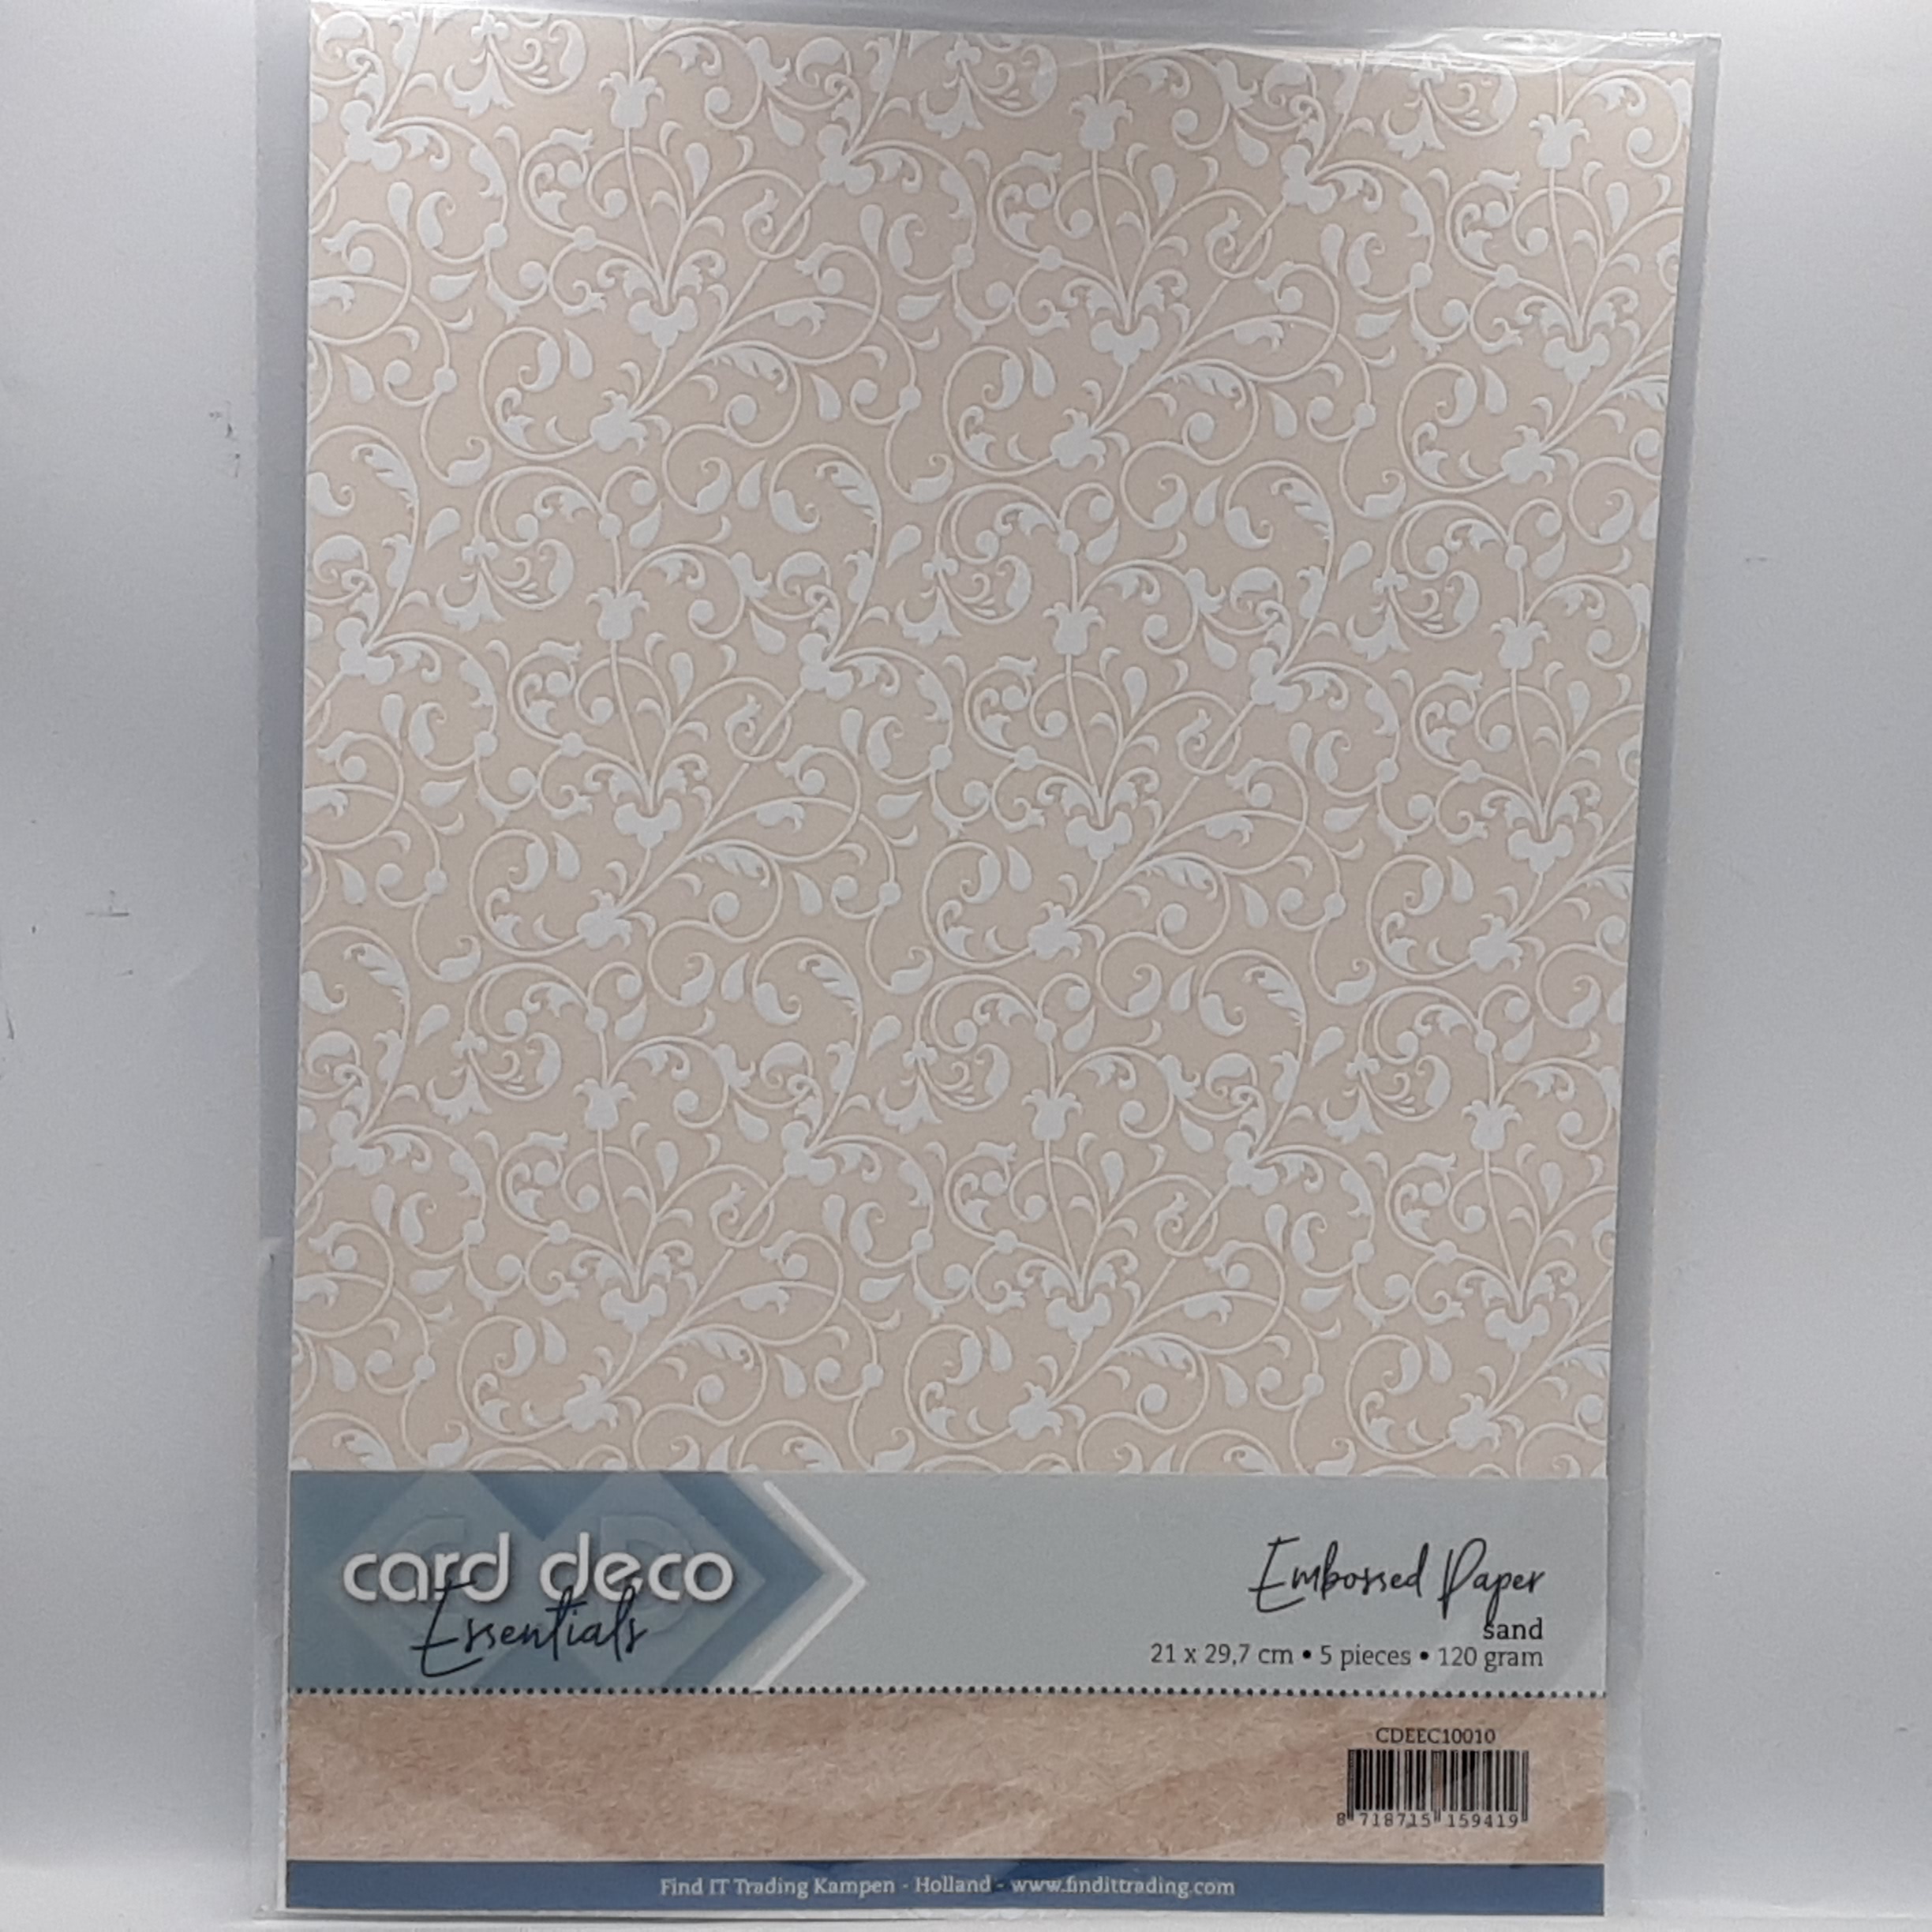 card deco
Essentials
Embossed Paper
sand
21 x 29,7 cm • 5 pieces • 120 gram
CDEEC10010
8 718715 159419
Find IT Trading Kampen - Holland - www.findittrading.com